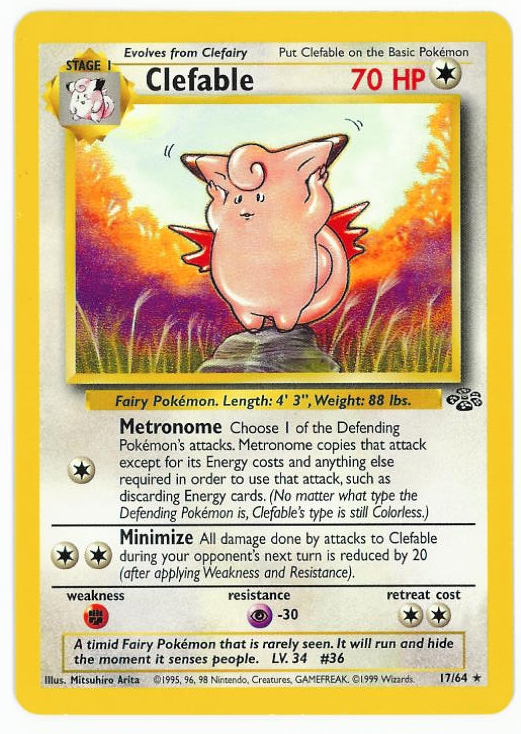 Evolves from Clefairy Put Clefable on the Basic Pokémon
STAGE 1
Clefable 70 HP
Fairy Pokémon. Length: 4' 3", Weight: 88 lbs.
Metronome Choose 1 of the Defending
Pokémon's attacks. Metronome copies that attack
except for its Energy costs and anything else
required in order to use that attack, such as
discarding Energy cards. (No matter what type the
Defending Pokémon is, Clefable's type is still Colorless.)
Minimize All damage done by attacks to Clefable
during your opponent's next turn is reduced by 20
(after applying Weakness and Resistance).
weakness resistance retreat cost
-30
A timid Fairy Pokémon that is rarely seen. It will run and hide
the moment it senses people. LV. 34 #36
Illus. Mitsuhiro Arita ©1995, 96, 98 Nintendo, Creatures, GAMEFREAK. ©1999 Wizards. 17/64 ★